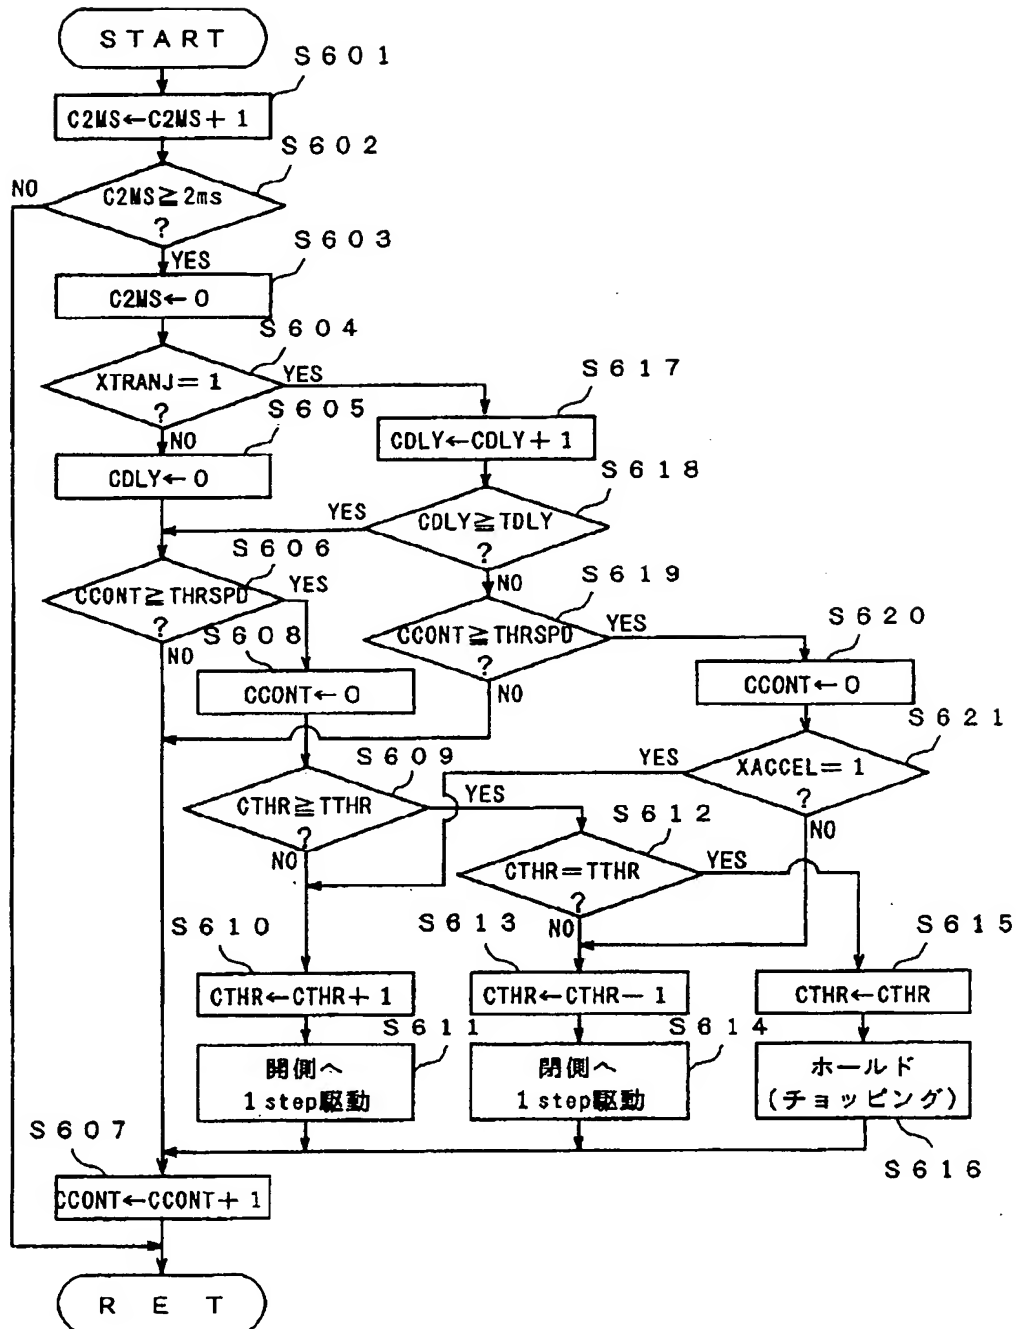 START
S601
C2MS←C2MS+1
S602
NO
C2MS≧2ms
?
S603
YES
C2MS←0
S604
XTRANJ=1
YES
?
S605
NO
CDLY←0
S617
CDLY←CDLY+1
S618
YES
CDLY≧TDLY
?
NO
S606
CCONT≧THRSPD
YES
?
NO
S619
CCONT≧THRSPD
YES
?
NO
S608
CCONT←0
S620
CCONT←0
S621
YES
XACCEL=1
?
NO
S609
CTHR≧TTHR
YES
?
NO
S612
CTHR=TTHR
YES
?
NO
S610
CTHR←CTHR+1
S613
CTHR←CTHR-1
S615
CTHR←CTHR
S611
開側へ
1step駆動
S614
閉側へ
1step駆動
ホールド
(チョッピング)
S616
S607
CCONT←CCONT+1
RET